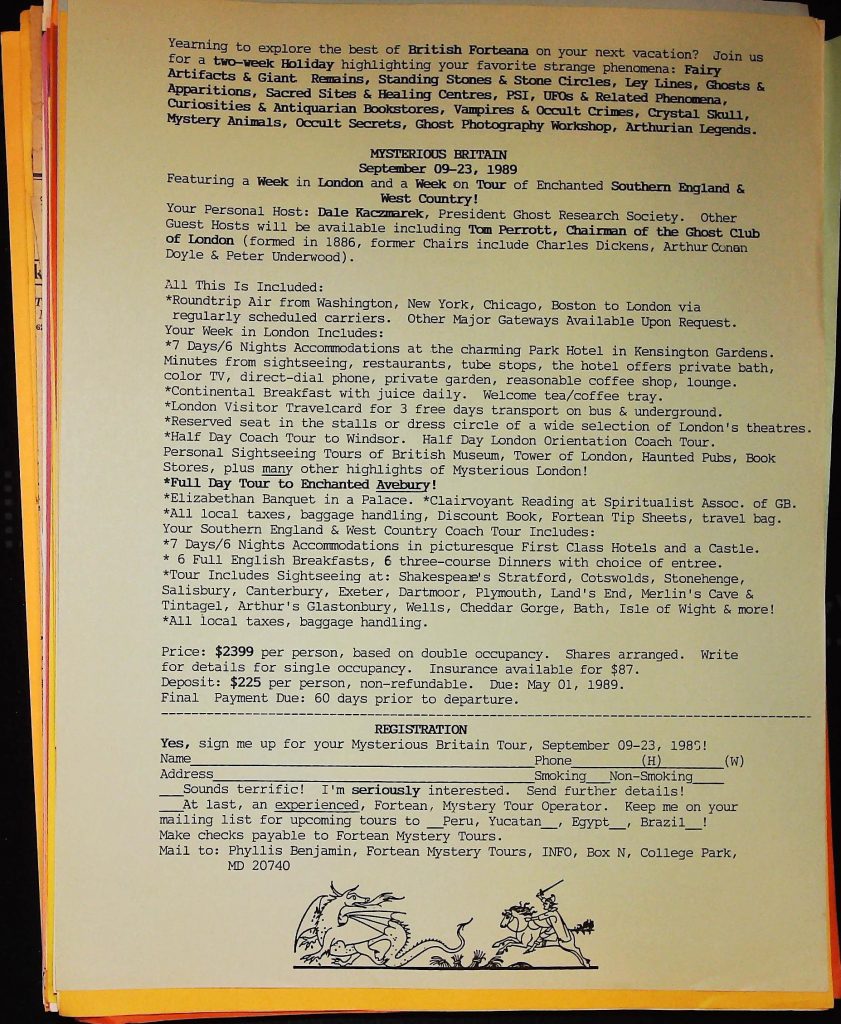 Yearning to explore the best of British Forteana on your next vacation? Join us
for a two-week Holiday highlighting your favorite strange phenomena: Fairy
Artifacts & Giant Remains, Standing Stones & Stone Circles, Ley Lines, Ghosts &
Apparitions, Sacred Sites & Healing Centres, PSI, UFOs & Related Phenomena,
Curiosities & Antiquarian Bookstores, Vampires & Occult Crimes, Crystal Skull,
Mystery Animals, Occult Secrets, Ghost Photography Workshop, Arthurian Legends.
MYSTERIOUS BRITAIN
September 09-23, 1989
Featuring a Week in London and a Week on Tour of Enchanted Southern England &
West Country!
Your Personal Host: Dale Kaczmarek, President Ghost Research Society. Other
Guest Hosts will be available including Tom Perrott, Chairman of the Ghost Club
of London (formed in 1886, former Chairs include Charles Dickens, Arthur Conan
Doyle & Peter Underwood).
All This Is Included:
*Roundtrip Air from Washington, New York, Chicago, Boston to London via
regularly scheduled carriers. Other Major Gateways Available Upon Request.
Your Week in London Includes:
*7 Days/6 Nights Accommodations at the charming Park Hotel in Kensington Gardens.
Minutes from sightseeing, restaurants, tube stops, the hotel offers private bath,
color TV, direct-dial phone, private garden, reasonable coffee shop, lounge.
*Continental Breakfast with juice daily. Welcome tea/coffee tray.
*London Visitor Travelcard for 3 free days transport on bus & underground.
*Reserved seat in the stalls or dress circle of a wide selection of London's theatres.
*Half Day Coach Tour to Windsor. Half Day London Orientation Coach Tour.
Personal Sightseeing Tours of British Museum, Tower of London, Haunted Pubs, Book
Stores, plus many other highlights of Mysterious London!
*Full Day Tour to Enchanted Avebury!
*Elizabethan Banquet in a Palace. *Clairvoyant Reading at Spiritualist Assoc. of GB.
*All local taxes, baggage handling, Discount Book, Fortean Tip Sheets, travel bag.
Your Southern England & West Country Coach Tour Includes:
*7 Days/6 Nights Accommodations in picturesque First Class Hotels and a Castle.
* 6 Full English Breakfasts, 6 three-course Dinners with choice of entree.
*Tour Includes Sightseeing at: Shakespeare's Stratford, Cotswolds, Stonehenge,
Salisbury, Canterbury, Exeter, Dartmoor, Plymouth, Land's End, Merlin's Cave &
Tintagel, Arthur's Glastonbury, Wells, Cheddar Gorge, Bath, Isle of Wight & more!
*All local taxes, baggage handling.
Price: $2399 per person, based on double occupancy. Shares arranged. Write
for details for single occupancy. Insurance available for $87.
Deposit: $225 per person, non-refundable. Due: May 01, 1989.
Final Payment Due: 60 days prior to departure.
REGISTRATION
Yes, sign me up for your Mysterious Britain Tour, September 09-23, 1989!
Name____ Phone____(H)____(W)
Address____ Smoking___Non-Smoking____
___Sounds terrific! I'm seriously interested. Send further details!
___At last, an experienced, Fortean, Mystery Tour Operator. Keep me on your
mailing list for upcoming tours to __Peru, Yucatan__, Egypt__, Brazil__!
Make checks payable to Fortean Mystery Tours.
Mail to: Phyllis Benjamin, Fortean Mystery Tours, INFO, Box N, College Park,
MD 20740